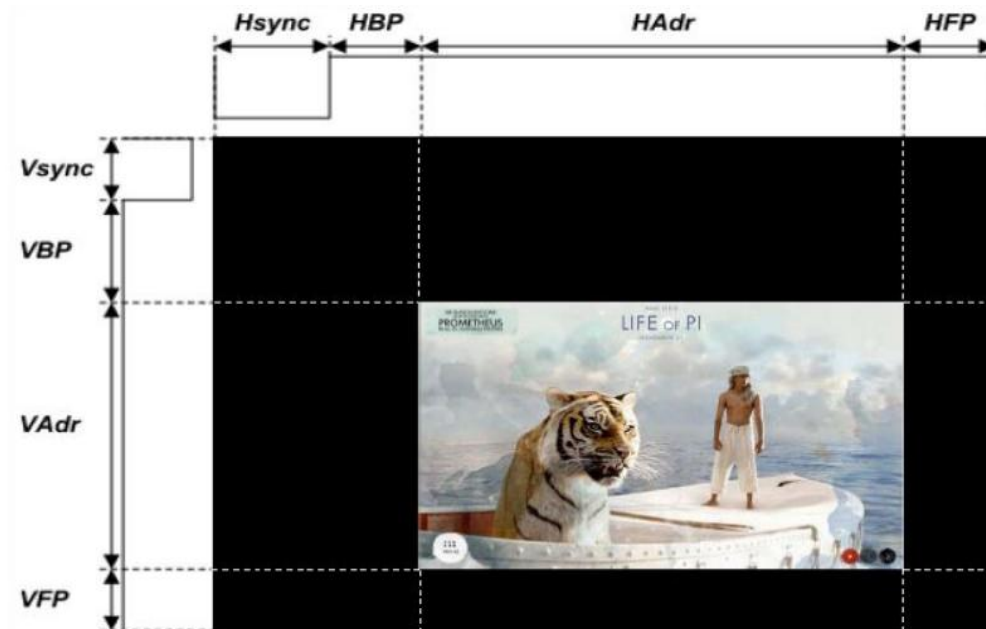 Hsync HBP HAdr HFP
Vsync
VBP
VAdr
VFP
PROMETHEUS
LIFE OF PI